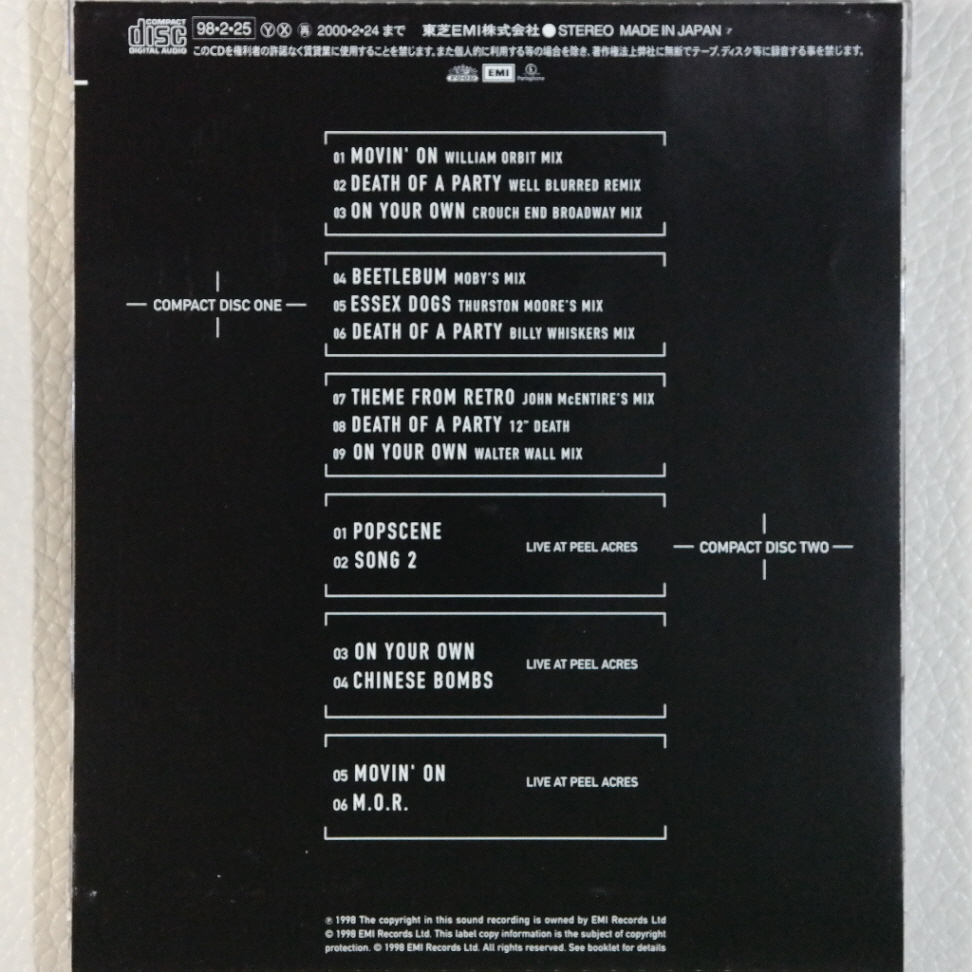 COMPACT disc DIGITAL AUDIO 98•2•25 Ⓨ Ⓧ 再 2000•2•24 まで 東芝EMI株式会社●STEREO MADE IN JAPAN
このCDを権利者の許諾なく賃貸業に使用することを禁じます。また個人的に利用する等の場合を除き、著作権法上弊社に無断でテープ、ディスク等に録音する事を禁じます。
FOOD EMI Parlophone
01 MOVIN' ON WILLIAM ORBIT MIX
02 DEATH OF A PARTY WELL BLURRED REMIX
03 ON YOUR OWN CROUCH END BROADWAY MIX
COMPACT DISC ONE
04 BEETLEBUM MOBY'S MIX
05 ESSEX DOGS THURSTON MOORE'S MIX
06 DEATH OF A PARTY BILLY WHISKERS MIX
07 THEME FROM RETRO JOHN McENTIRE'S MIX
08 DEATH OF A PARTY 12" DEATH
09 ON YOUR OWN WALTER WALL MIX
01 POPSCENE
02 SONG 2
LIVE AT PEEL ACRES
COMPACT DISC TWO
03 ON YOUR OWN
04 CHINESE BOMBS
LIVE AT PEEL ACRES
05 MOVIN' ON
06 M.O.R.
LIVE AT PEEL ACRES
℗ 1998 The copyright in this sound recording is owned by EMI Records Ltd
© 1998 EMI Records Ltd. This label copy information is the subject of copyright
protection. © 1998 EMI Records Ltd. All rights reserved. See booklet for details